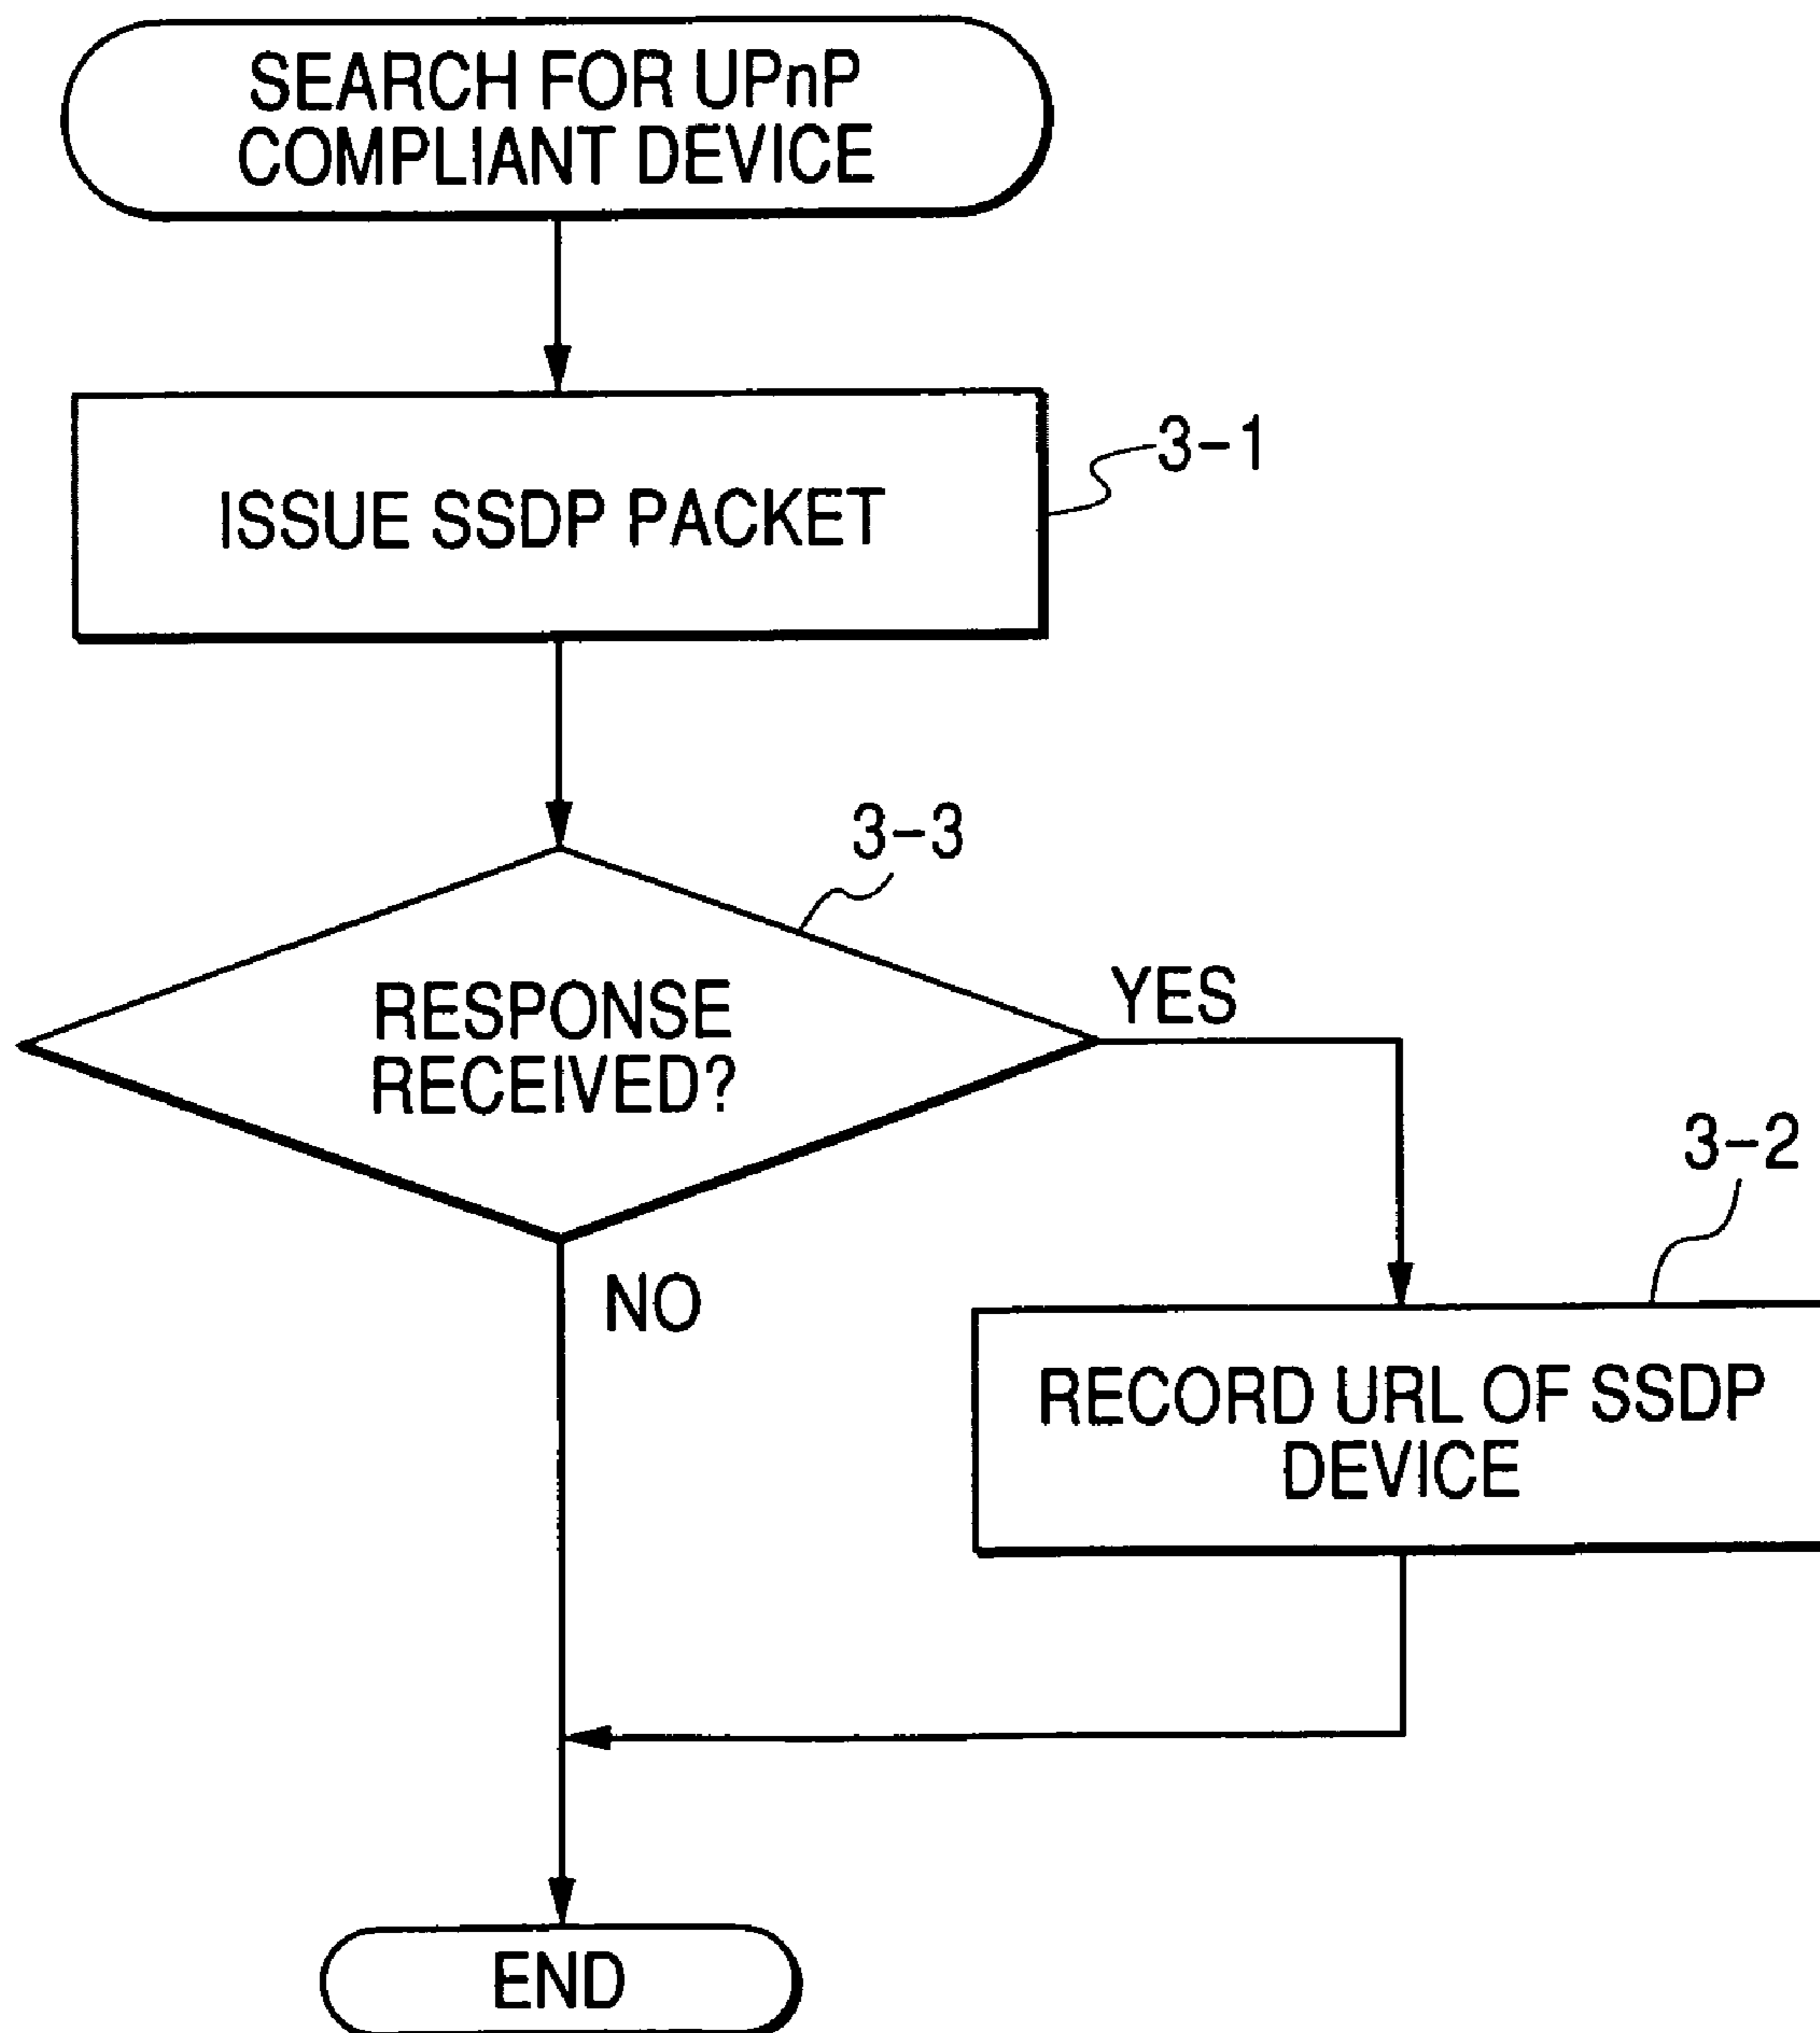 SEARCH FOR UPnP
COMPLIANT DEVICE
3-1
ISSUE SSDP PACKET
3-3
RESPONSE
RECEIVED?
YES
3-2
NO
RECORD URL OF SSDP
DEVICE
END